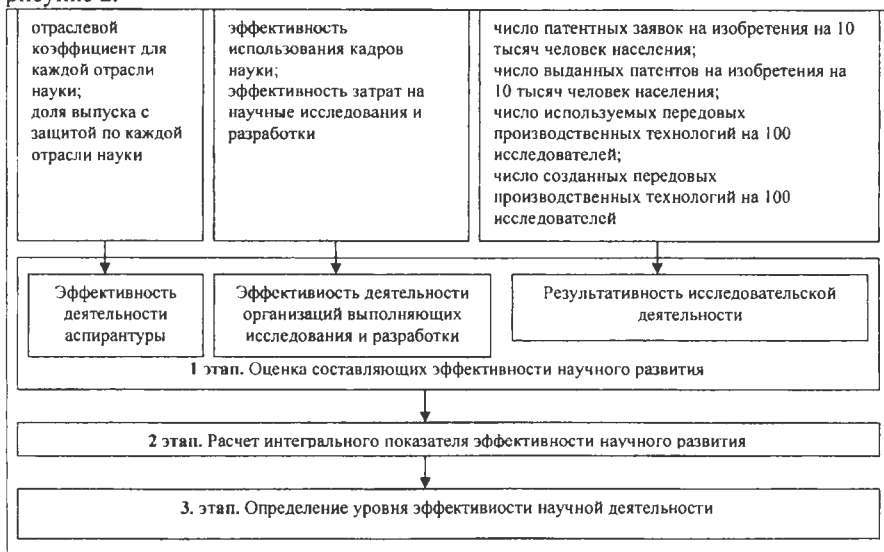 рисунке 2.
отраслевой
коэффициент для
каждой отрасли
науки;
доля выпуска с
защитой по каждой
отрасли науки
эффективность
использования кадров
науки;
эффективность затрат на
научные исследования и
разработки
число патентных заявок на изобретения на 10
тысяч человек населения;
число выданных патентов на изобретения на
10 тысяч человек населения;
число используемых передовых
производственных технологий на 100
исследователей;
число созданных передовых
производственных технологий на 100
исследователей
Эффективность
деятельности
аспирантуры
Эффективность деятельности
организаций выполняющих
исследования и разработки
Результативность исследовательской
деятельности
1 этап. Оценка составляющих эффективности научного развития
2 этап. Расчет интегрального показателя эффективности научного развития
3. этап. Определение уровня эффективности научной деятельности